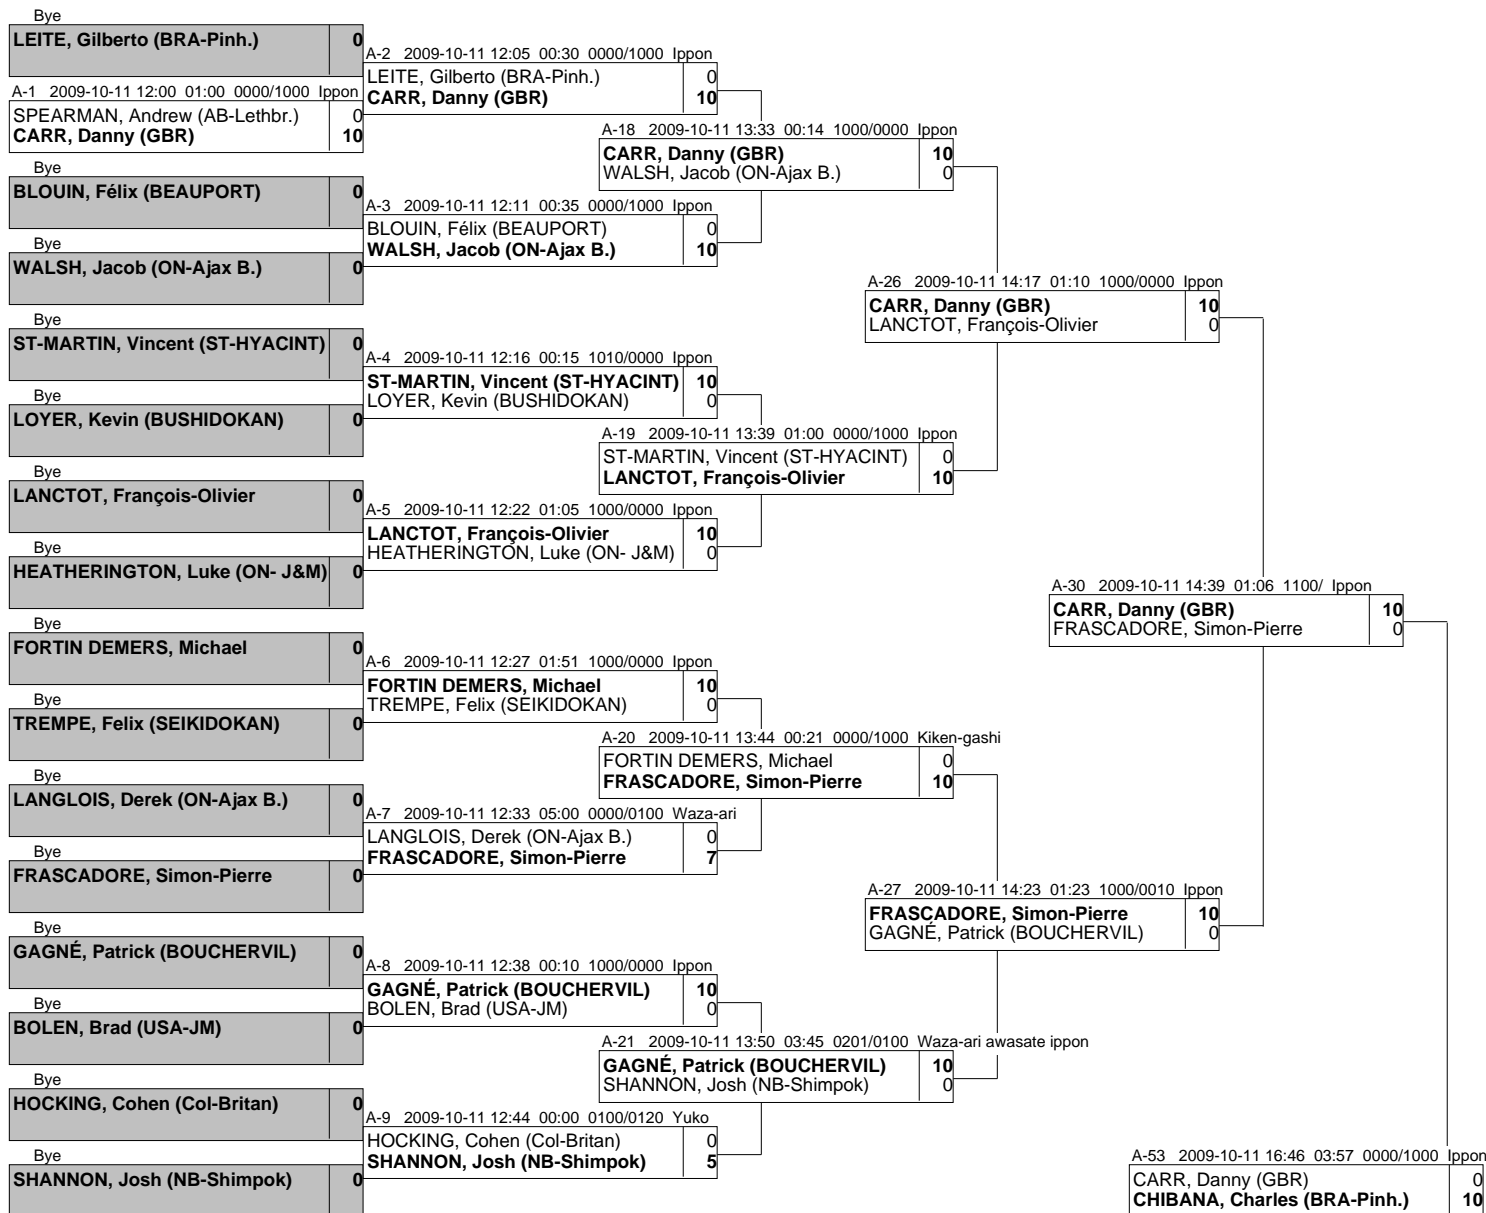 Bye
LEITE, Gilberto (BRA-Pinh.) 0
A-1 2009-10-11 12:00 01:00 0000/1000 Ippon
SPEARMAN, Andrew (AB-Lethbr.) 0
CARR, Danny (GBR) 10
Bye
BLOUIN, Félix (BEAUPORT) 0
Bye
WALSH, Jacob (ON-Ajax B.) 0
Bye
ST-MARTIN, Vincent (ST-HYACINT) 0
Bye
LOYER, Kevin (BUSHIDOKAN) 0
Bye
LANCTOT, François-Olivier 0
Bye
HEATHERINGTON, Luke (ON- J&M) 0
Bye
FORTIN DEMERS, Michael 0
Bye
TREMPE, Felix (SEIKIDOKAN) 0
Bye
LANGLOIS, Derek (ON-Ajax B.) 0
Bye
FRASCADORE, Simon-Pierre 0
Bye
GAGNÉ, Patrick (BOUCHERVIL) 0
Bye
BOLEN, Brad (USA-JM) 0
Bye
HOCKING, Cohen (Col-Britan) 0
Bye
SHANNON, Josh (NB-Shimpok) 0
A-2 2009-10-11 12:05 00:30 0000/1000 Ippon
LEITE, Gilberto (BRA-Pinh.) 0
CARR, Danny (GBR) 10
A-3 2009-10-11 12:11 00:35 0000/1000 Ippon
BLOUIN, Félix (BEAUPORT) 0
WALSH, Jacob (ON-Ajax B.) 10
A-4 2009-10-11 12:16 00:15 1010/0000 Ippon
ST-MARTIN, Vincent (ST-HYACINT) 10
LOYER, Kevin (BUSHIDOKAN) 0
A-5 2009-10-11 12:22 01:05 1000/0000 Ippon
LANCTOT, François-Olivier 10
HEATHERINGTON, Luke (ON- J&M) 0
A-6 2009-10-11 12:27 01:51 1000/0000 Ippon
FORTIN DEMERS, Michael 10
TREMPE, Felix (SEIKIDOKAN) 0
A-7 2009-10-11 12:33 05:00 0000/0100 Waza-ari
LANGLOIS, Derek (ON-Ajax B.) 0
FRASCADORE, Simon-Pierre 7
A-8 2009-10-11 12:38 00:10 1000/0000 Ippon
GAGNÉ, Patrick (BOUCHERVIL) 10
BOLEN, Brad (USA-JM) 0
A-9 2009-10-11 12:44 00:00 0100/0120 Yuko
HOCKING, Cohen (Col-Britan) 0
SHANNON, Josh (NB-Shimpok) 5
A-18 2009-10-11 13:33 00:14 1000/0000 Ippon
CARR, Danny (GBR) 10
WALSH, Jacob (ON-Ajax B.) 0
A-19 2009-10-11 13:39 01:00 0000/1000 Ippon
ST-MARTIN, Vincent (ST-HYACINT) 0
LANCTOT, François-Olivier 10
A-20 2009-10-11 13:44 00:21 0000/1000 Kiken-gashi
FORTIN DEMERS, Michael 0
FRASCADORE, Simon-Pierre 10
A-21 2009-10-11 13:50 03:45 0201/0100 Waza-ari awasate ippon
GAGNÉ, Patrick (BOUCHERVIL) 10
SHANNON, Josh (NB-Shimpok) 0
A-26 2009-10-11 14:17 01:10 1000/0000 Ippon
CARR, Danny (GBR) 10
LANCTOT, François-Olivier 0
A-27 2009-10-11 14:23 01:23 1000/0010 Ippon
FRASCADORE, Simon-Pierre 10
GAGNÉ, Patrick (BOUCHERVIL) 0
A-30 2009-10-11 14:39 01:06 1100/ Ippon
CARR, Danny (GBR) 10
FRASCADORE, Simon-Pierre 0
A-53 2009-10-11 16:46 03:57 0000/1000 Ippon
CARR, Danny (GBR) 0
CHIBANA, Charles (BRA-Pinh.) 10